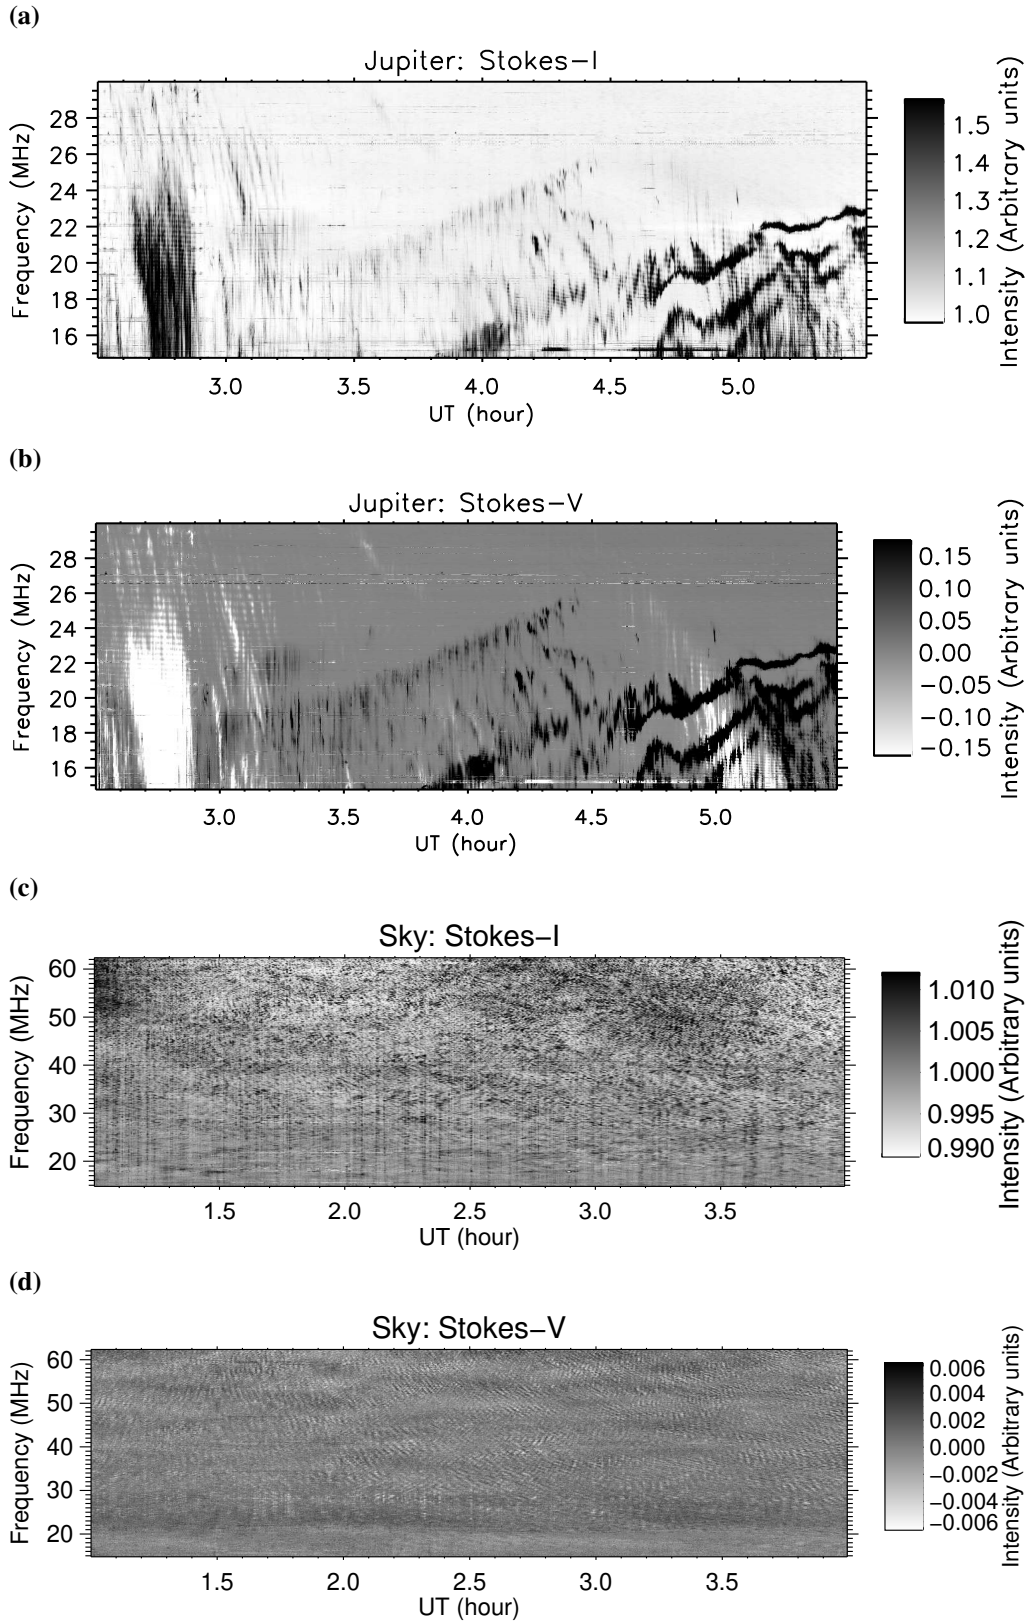 (a)
Jupiter: Stokes-I
Frequency (MHz)
28
26
24
22
20
18
16
3.0 3.5 4.0 4.5 5.0
UT (hour)
1.5
1.4
1.3
1.2
1.1
1.0
Intensity (Arbitrary units)
(b)
Jupiter: Stokes-V
Frequency (MHz)
28
26
24
22
20
18
16
3.0 3.5 4.0 4.5 5.0
UT (hour)
0.15
0.10
0.05
0.00
-0.05
-0.10
-0.15
Intensity (Arbitrary units)
(c)
Sky: Stokes-I
Frequency (MHz)
60
50
40
30
20
1.5 2.0 2.5 3.0 3.5
UT (hour)
1.010
1.005
1.000
0.995
0.990
Intensity (Arbitrary units)
(d)
Sky: Stokes-V
Frequency (MHz)
60
50
40
30
20
1.5 2.0 2.5 3.0 3.5
UT (hour)
0.006
0.004
0.002
0.000
-0.002
-0.004
-0.006
Intensity (Arbitrary units)